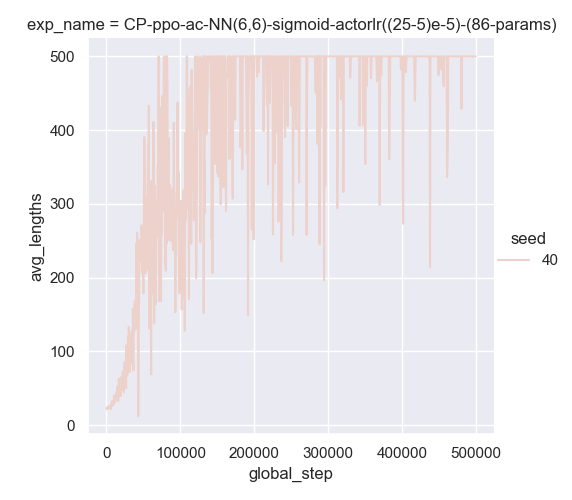 exp_name = CP-ppo-ac-NN(6,6)-sigmoid-actorlr((25-5)e-5)-(86-params)
500
400
300
200
100
0
avg_lengths
0 100000 200000 300000 400000 500000
global_step
seed
40